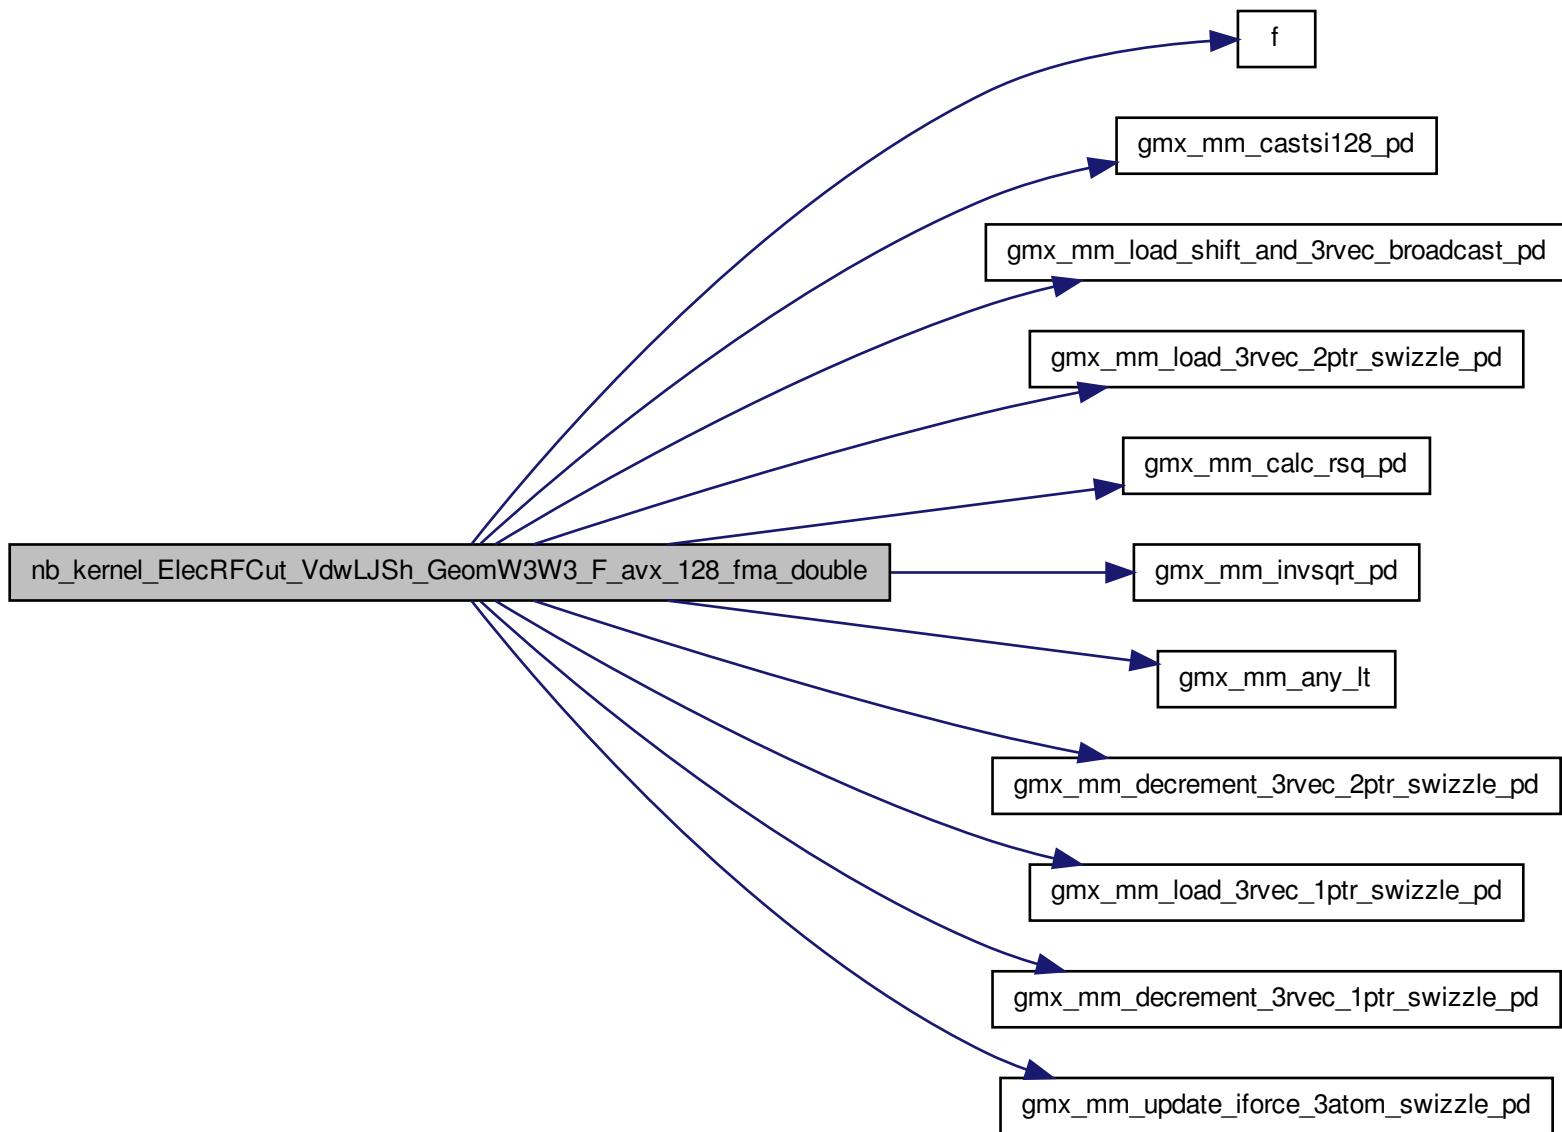 f
gmx_mm_castsi128_pd
gmx_mm_load_shift_and_3rvec_broadcast_pd
gmx_mm_load_3rvec_2ptr_swizzle_pd
gmx_mm_calc_rsq_pd
nb_kernel_ElecRFCut_VdwLJSh_GeomW3W3_F_avx_128_fma_double
gmx_mm_invsqrt_pd
gmx_mm_any_lt
gmx_mm_decrement_3rvec_2ptr_swizzle_pd
gmx_mm_load_3rvec_1ptr_swizzle_pd
gmx_mm_decrement_3rvec_1ptr_swizzle_pd
gmx_mm_update_iforce_3atom_swizzle_pd